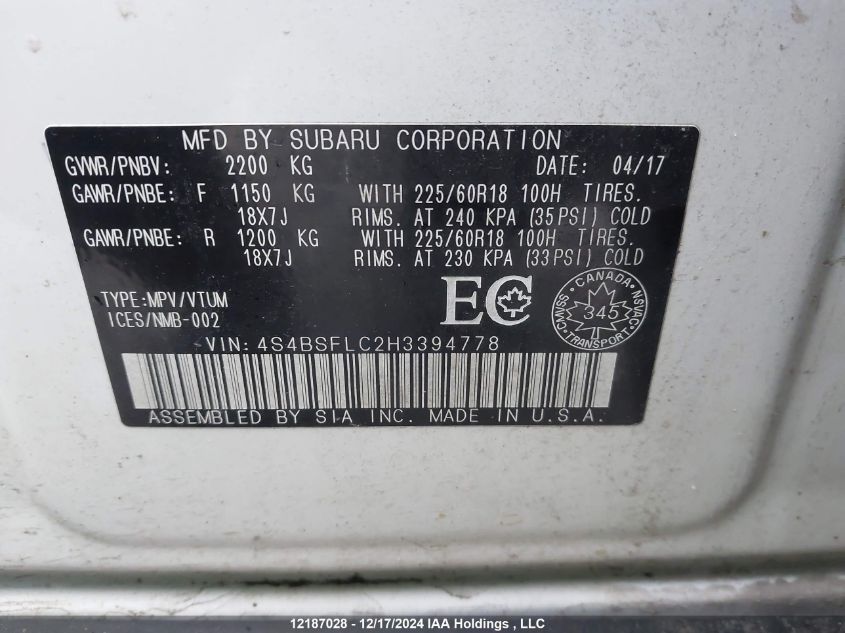 MFD BY SUBARU CORPORATION
GVWR/PNBV: 2200 KG DATE: 04/17
GAWR/PNBE: F 1150 KG WITH 225/60R18 100H TIRES.
18X7J RIMS. AT 240 KPA (35PSI) COLD
GAWR/PNBE: R 1200 KG WITH 225/60R18 100H TIRES.
18X7J RIMS. AT 230 KPA (33PSI) COLD
TYPE:MPV/VTUM
ICES/NMB-002
EC
CANADA
345
TRANSPORT
CMVSS
NSVAC
VIN: 4S4BSFLC2H3394778
ASSEMBLED BY SIA INC. MADE IN U.S.A.
12187028 - 12/17/2024 IAA Holdings , LLC